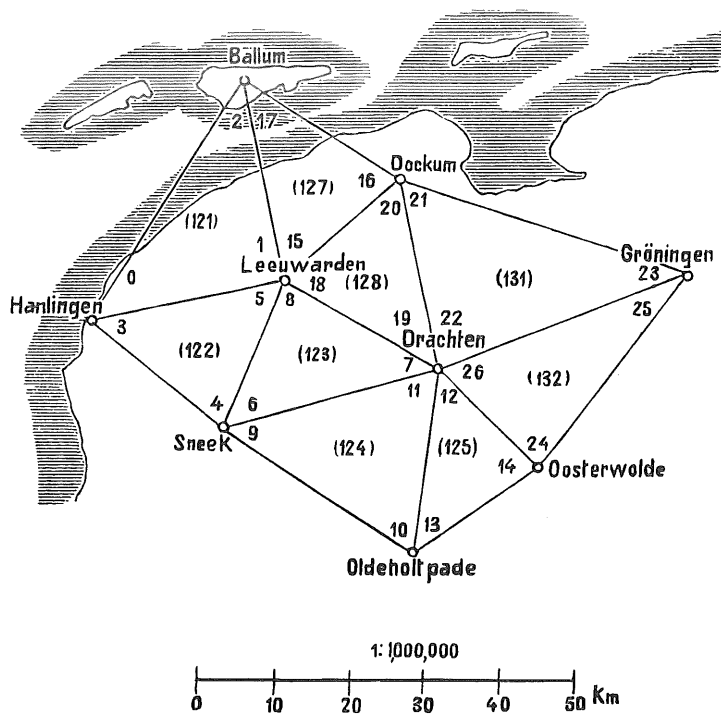 Ballum
2 17
Dockum
(127) 16
20 21
(121)
1 15
Gröningen
Leeuwarden
0 18 (128) (131) 23
Hanlingen 5 8
25
3
19 22
Drachten
(122) (123) 7 26
11 12 (132)
4 6
9
Sneek
(124) (125) 24
14 Oosterwolde
10 13
Oldeholtpade
1:1,000,000
0 10 20 30 40 50 Km